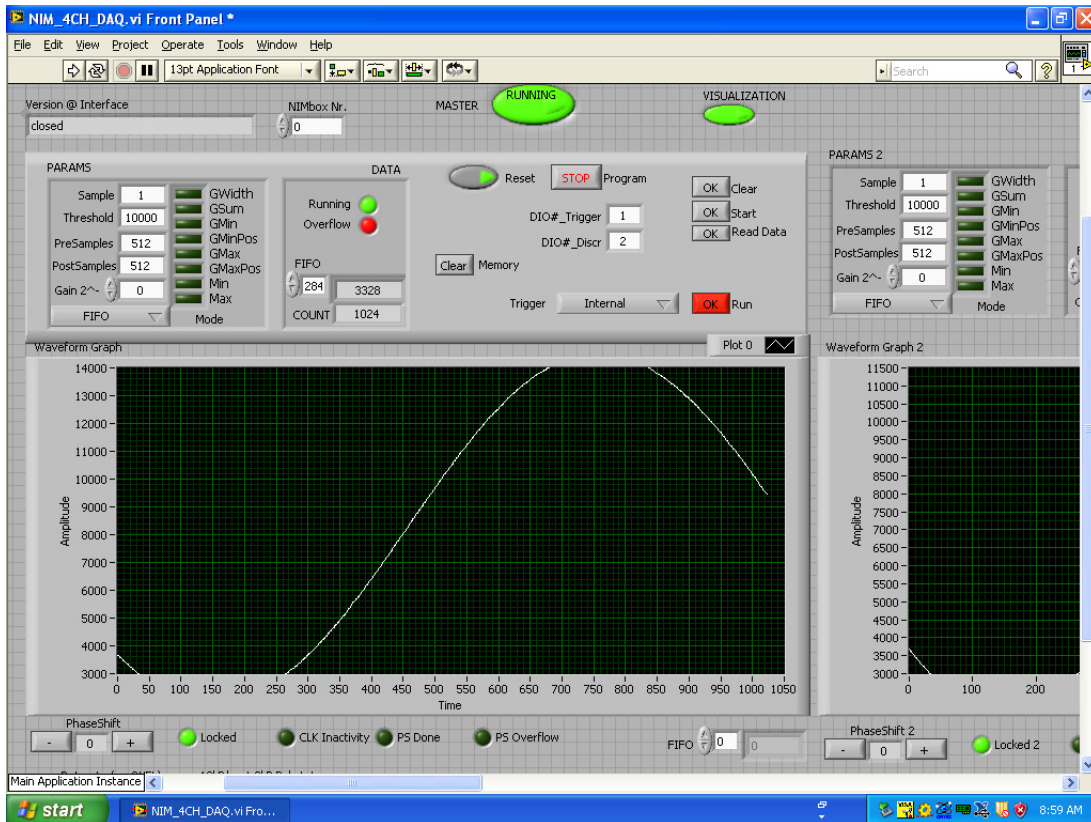 NIM_4CH_DAQ.vi Front Panel *
File Edit View Project Operate Tools Window Help
13pt Application Font
Search
1
Version @ Interface
closed
NIMbox Nr.
0
MASTER
RUNNING
VISUALIZATION
PARAMS
Sample 1
Threshold 10000
PreSamples 512
PostSamples 512
Gain 2^- 0
FIFO
GWidth
GSum
GMin
GMinPos
GMax
GMaxPos
Min
Max
Mode
DATA
Running
Overflow
FIFO
284 3328
COUNT 1024
Reset
STOP Program
DIO#_Trigger 1
DIO#_Discr 2
Clear Memory
Trigger Internal
OK Clear
OK Start
OK Read Data
OK Run
PARAMS 2
Sample 1
Threshold 10000
PreSamples 512
PostSamples 512
Gain 2^- 0
FIFO
GWidth
GSum
GMin
GMinPos
GMax
GMaxPos
Min
Max
Mode
Waveform Graph
Plot 0
Amplitude
14000
13000
12000
11000
10000
9000
8000
7000
6000
5000
4000
3000
0 50 100 150 200 250 300 350 400 450 500 550 600 650 700 750 800 850 900 950 1000 1050
Time
Waveform Graph 2
Amplitude
11500
10500
9500
9000
8500
8000
7500
7000
6500
6000
5500
5000
4500
4000
3500
3000
0 100 200
PhaseShift
- 0 +
Locked
CLK Inactivity
PS Done
PS Overflow
FIFO 0 0
PhaseShift 2
- 0 +
Locked 2
Main Application Instance
start
NIM_4CH_DAQ.vi Fro...
8:59 AM